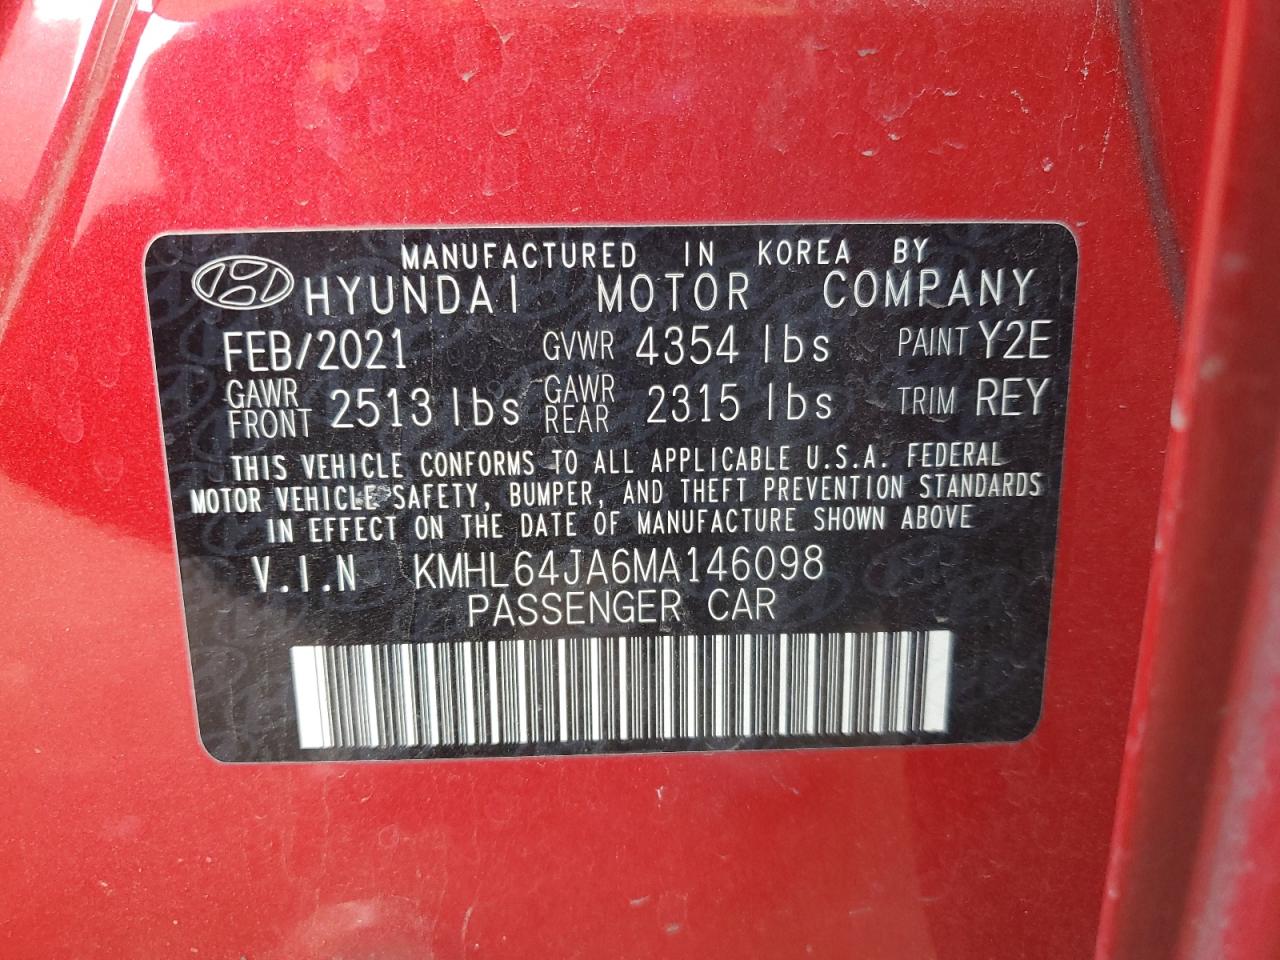 MANUFACTURED IN KOREA BY
HYUNDAI MOTOR COMPANY
FEB/2021 GVWR 4354 lbs PAINT Y2E
GAWR FRONT 2513 lbs GAWR REAR 2315 lbs TRIM REY
THIS VEHICLE CONFORMS TO ALL APPLICABLE U.S.A. FEDERAL
MOTOR VEHICLE SAFETY, BUMPER, AND THEFT PREVENTION STANDARDS
IN EFFECT ON THE DATE OF MANUFACTURE SHOWN ABOVE
V.I.N KMHL64JA6MA146098
PASSENGER CAR